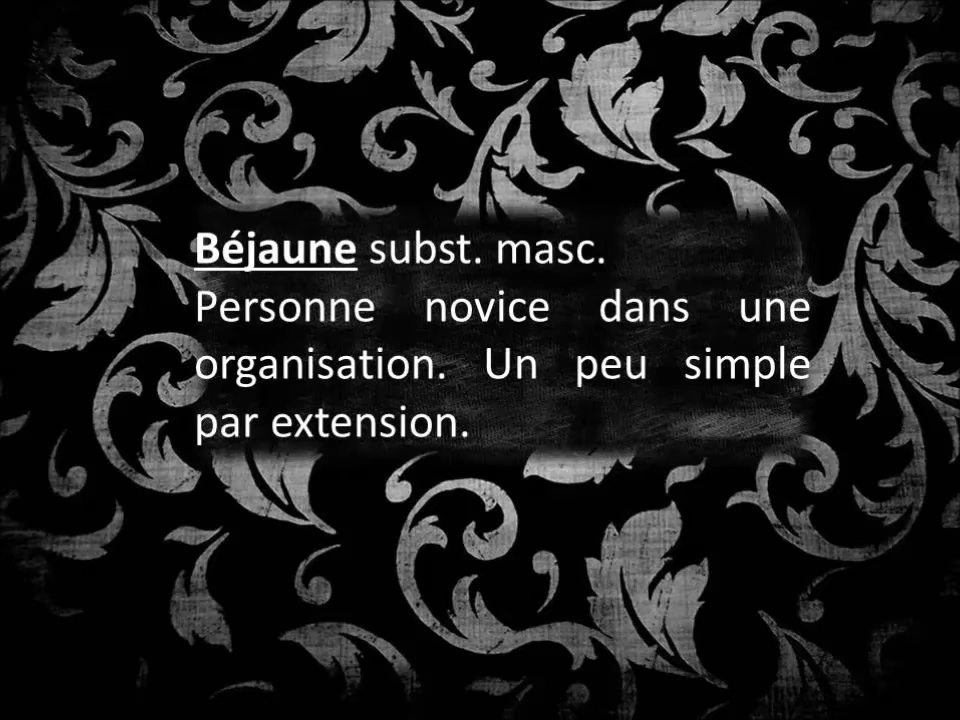 Béjaune subst. masc.
Personne novice dans une
organisation. Un peu simple
par extension.